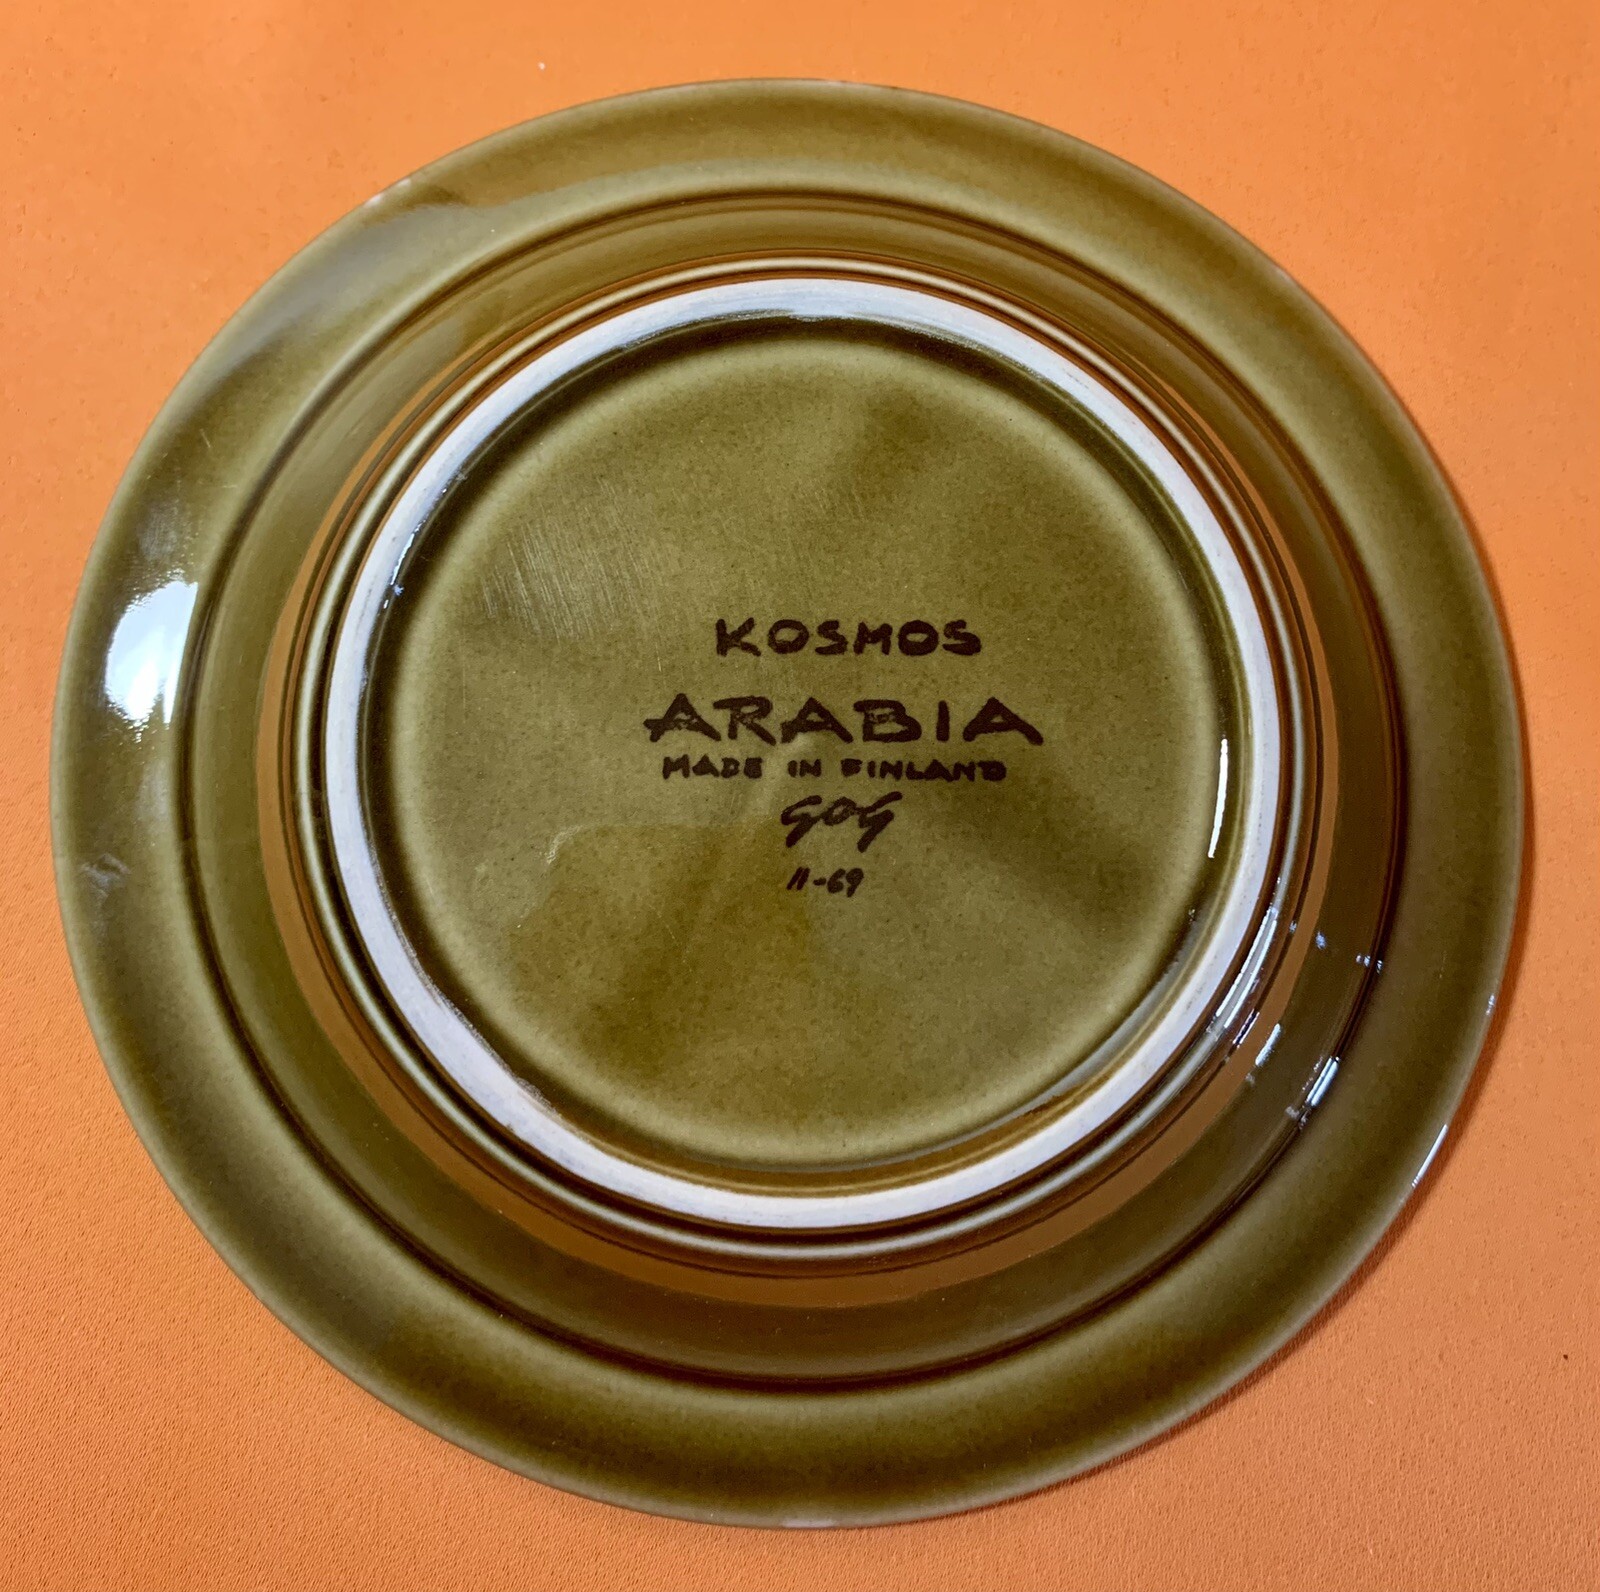 KOSMOS
ARABIA
MADE IN FINLAND
GOG
11-69